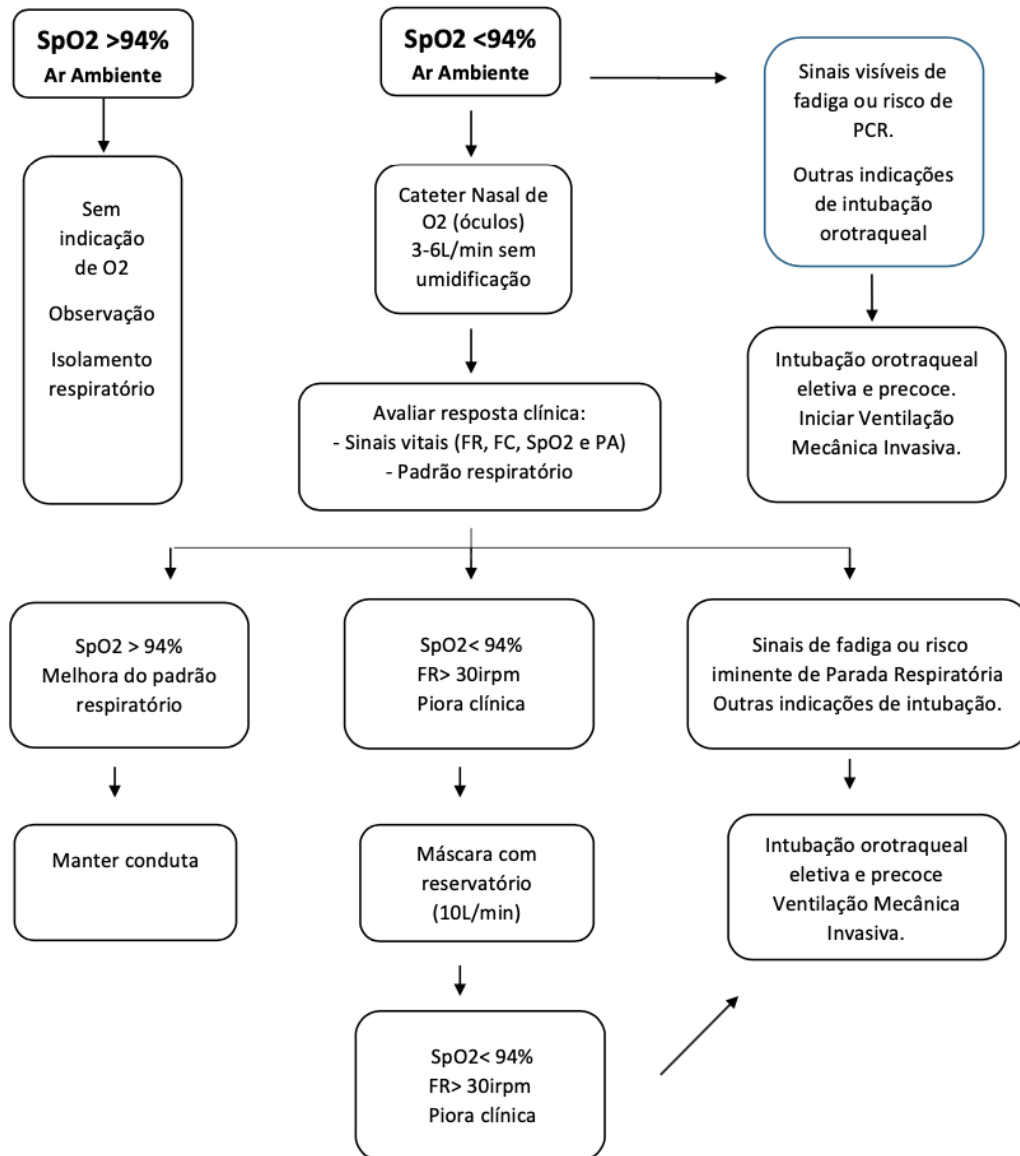 SpO2 >94%
Ar Ambiente
SpO2 <94%
Ar Ambiente
Sinais visíveis de
fadiga ou risco de
PCR.
Outras indicações
de intubação
orotraqueal
Sem
indicação
de O2
Observação
Isolamento
respiratório
Cateter Nasal de
O2 (óculos)
3-6L/min sem
umidificação
Intubação orotraqueal
eletiva e precoce.
Iniciar Ventilação
Mecânica Invasiva.
Avaliar resposta clínica:
- Sinais vitais (FR, FC, SpO2 e PA)
- Padrão respiratório
SpO2 > 94%
Melhora do padrão
respiratório
SpO2< 94%
FR> 30irpm
Piora clínica
Sinais de fadiga ou risco
iminente de Parada Respiratória
Outras indicações de intubação.
Manter conduta
Máscara com
reservatório
(10L/min)
Intubação orotraqueal
eletiva e precoce
Ventilação Mecânica
Invasiva.
SpO2< 94%
FR> 30irpm
Piora clínica